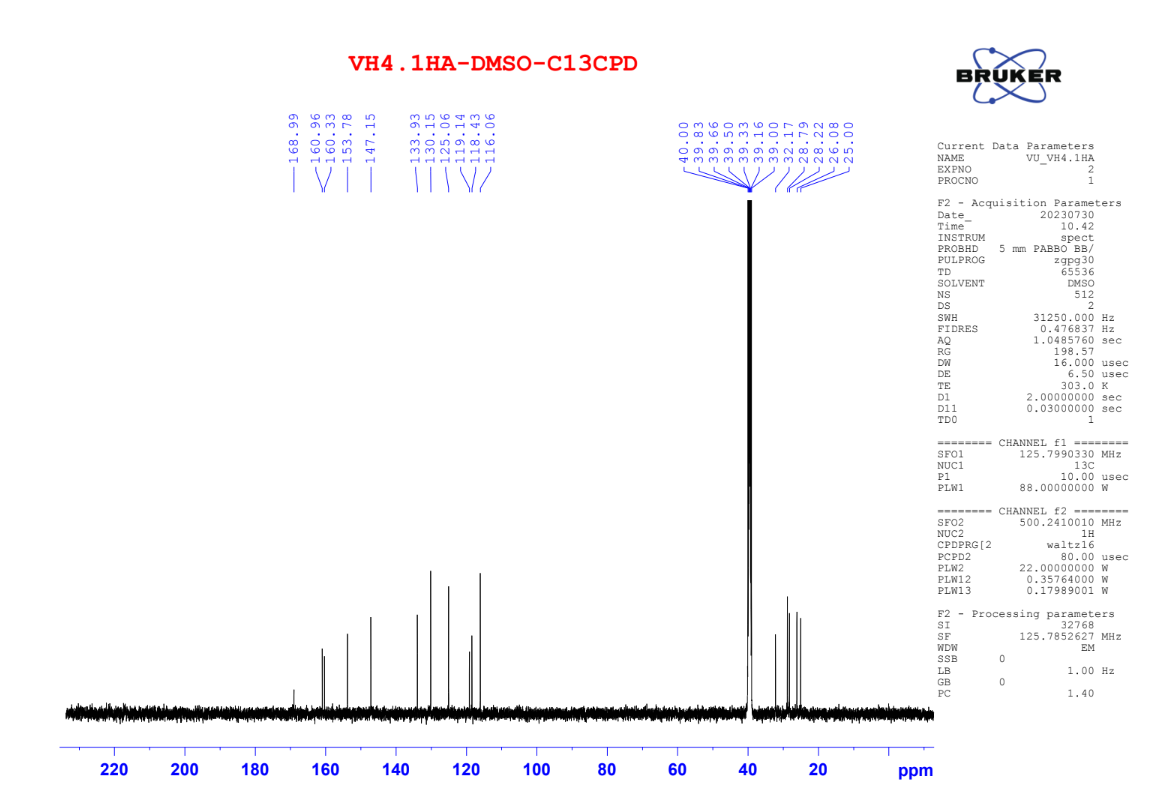 VH4.1HA-DMSO-C13CPD
BRUKER
168.99
160.96
160.33
153.78
147.15
133.93
130.15
125.06
119.14
118.43
116.06
40.00
39.83
39.66
39.50
39.33
39.16
39.00
32.17
28.79
28.22
26.08
25.00
Current Data Parameters
NAME VU_VH4.1HA
EXPNO 2
PROCNO 1
F2 - Acquisition Parameters
Date_ 20230730
Time 10.42
INSTRUM spect
PROBHD 5 mm PABBO BB/
PULPROG zgpg30
TD 65536
SOLVENT DMSO
NS 512
DS 2
SWH 31250.000 Hz
FIDRES 0.476837 Hz
AQ 1.0485760 sec
RG 198.57
DW 16.000 usec
DE 6.50 usec
TE 303.0 K
D1 2.00000000 sec
D11 0.03000000 sec
TD0 1
======== CHANNEL f1 ========
SFO1 125.7990330 MHz
NUC1 13C
P1 10.00 usec
PLW1 88.00000000 W
======== CHANNEL f2 ========
SFO2 500.2410010 MHz
NUC2 1H
CPDPRG[2 waltz16
PCPD2 80.00 usec
PLW2 22.00000000 W
PLW12 0.35764000 W
PLW13 0.17989001 W
F2 - Processing parameters
SI 32768
SF 125.7852627 MHz
WDW EM
SSB 0
LB 1.00 Hz
GB 0
PC 1.40
220 200 180 160 140 120 100 80 60 40 20 ppm